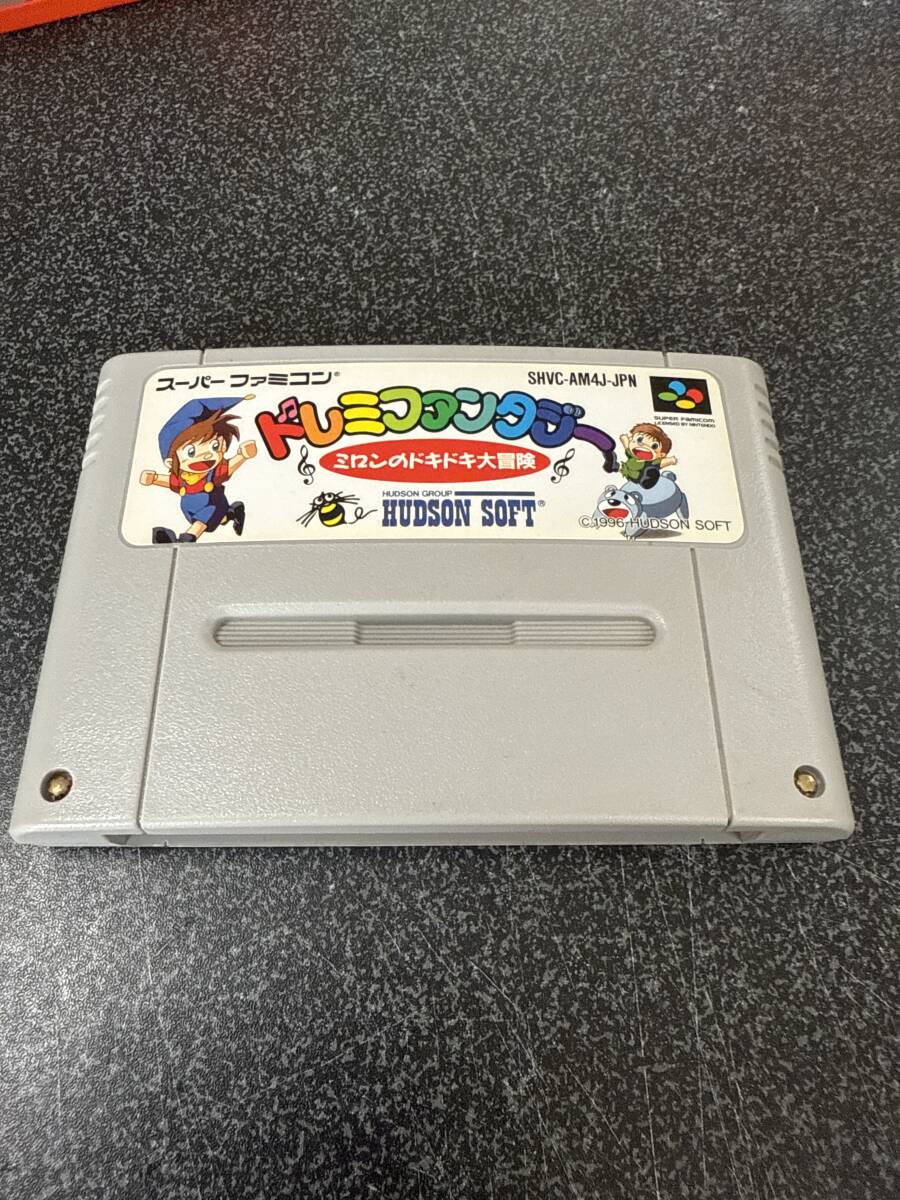 スーパーファミコン®
SHVC-AM4J-JPN
ドレミファンタジー
ミロンのドキドキ大冒険
SUPER FAMICOM
LICENSED BY NINTENDO
HUDSON GROUP
HUDSON SOFT®
©1996 HUDSON SOFT